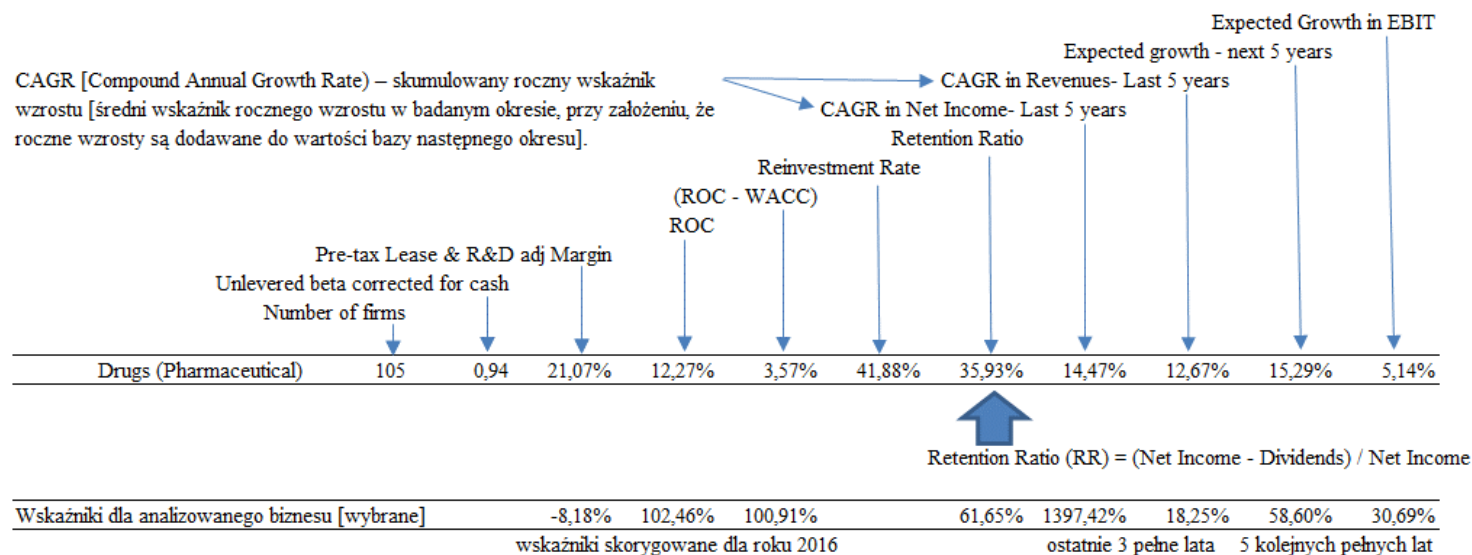 Expected Growth in EBIT
Expected growth - next 5 years
CAGR [Compound Annual Growth Rate) – skumulowany roczny wskaźnik
wzrostu [średni wskaźnik rocznego wzrostu w badanym okresie, przy założeniu, że
roczne wzrosty są dodawane do wartości bazy następnego okresu].
CAGR in Revenues- Last 5 years
CAGR in Net Income- Last 5 years
Retention Ratio
Reinvestment Rate
(ROC - WACC)
ROC
Pre-tax Lease & R&D adj Margin
Unlevered beta corrected for cash
Number of firms
Drugs (Pharmaceutical) 105 0,94 21,07% 12,27% 3,57% 41,88% 35,93% 14,47% 12,67% 15,29% 5,14%
Retention Ratio (RR) = (Net Income - Dividends) / Net Income
Wskaźniki dla analizowanego biznesu [wybrane] -8,18% 102,46% 100,91% 61,65% 1397,42% 18,25% 58,60% 30,69%
wskaźniki skorygowane dla roku 2016 ostatnie 3 pełne lata 5 kolejnych pełnych lat